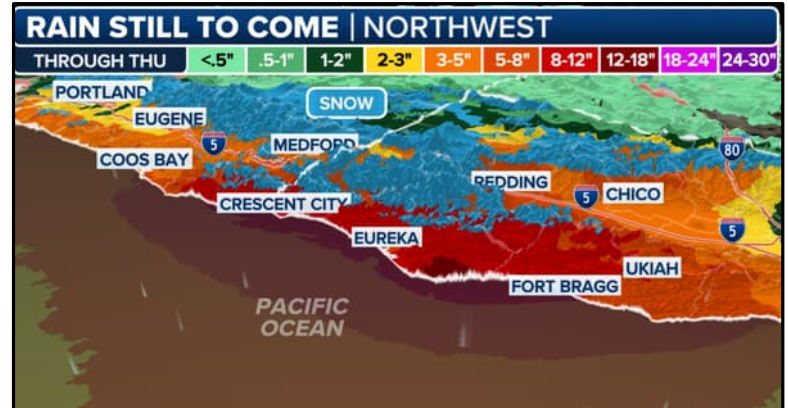 RAIN STILL TO COME | NORTHWEST
THROUGH THU <.5" .5-1" 1-2" 2-3" 3-5" 5-8" 8-12" 12-18" 18-24" 24-30"
PORTLAND
SNOW
EUGENE
5
MEDFORD
80
COOS BAY
REDDING
5
CHICO
CRESCENT CITY
5
EUREKA
UKIAH
FORT BRAGG
PACIFIC
OCEAN